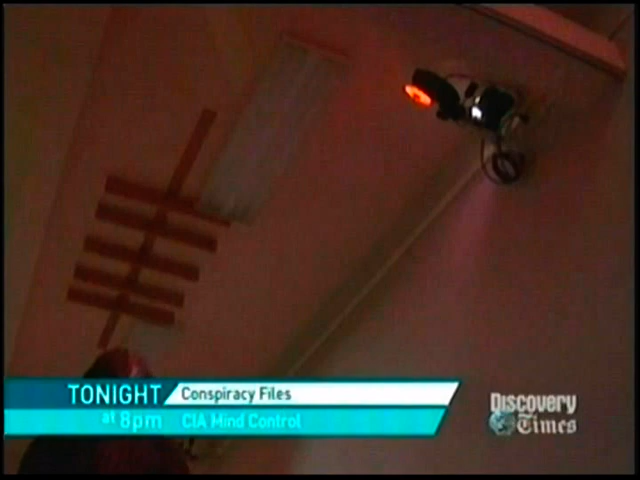 TONIGHT
Conspiracy Files
at 8pm
CIA Mind Control
Discovery
Times